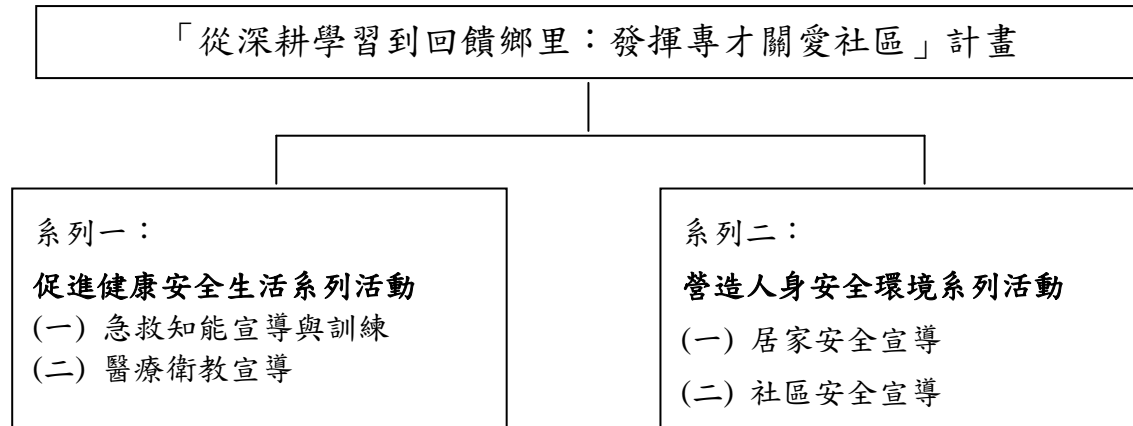 「從深耕學習到回饋鄉里：發揮專才關愛社區」計畫
系列一：
促進健康安全生活系列活動
(一) 急救知能宣導與訓練
(二) 醫療衛教宣導
系列二：
營造人身安全環境系列活動
(一) 居家安全宣導
(二) 社區安全宣導